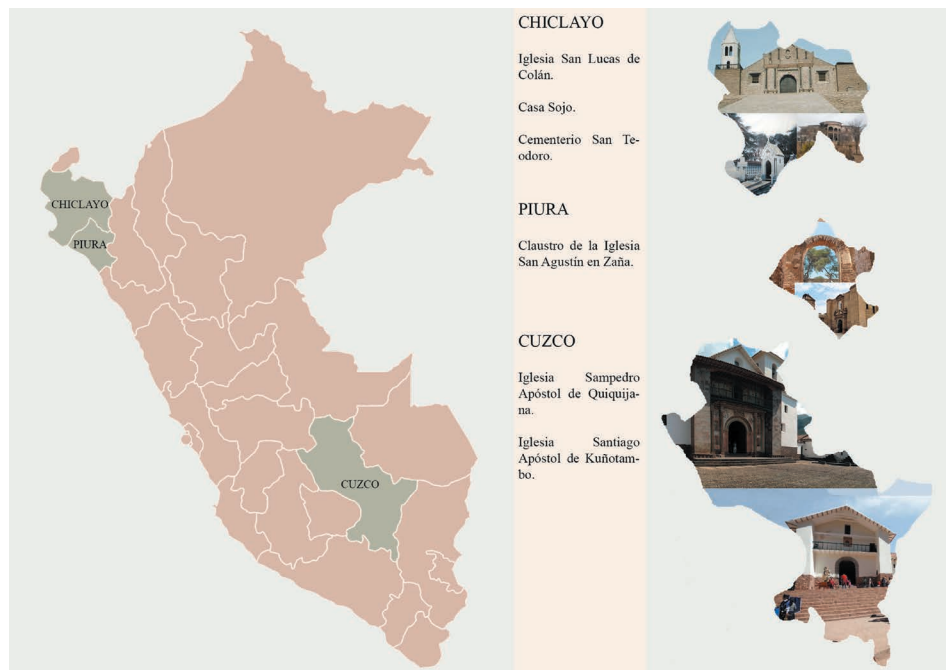 CHICLAYO
PIURA
CUZCO
CHICLAYO
Iglesia San Lucas de
Colán.
Casa Sojo.
Cementerio San Te-
odoro.
PIURA
Claustro de la Iglesia
San Agustín en Zaña.
CUZCO
Iglesia Sampedro
Apóstol de Quiquija-
na.
Iglesia Santiago
Apóstol de Kuñotam-
bo.